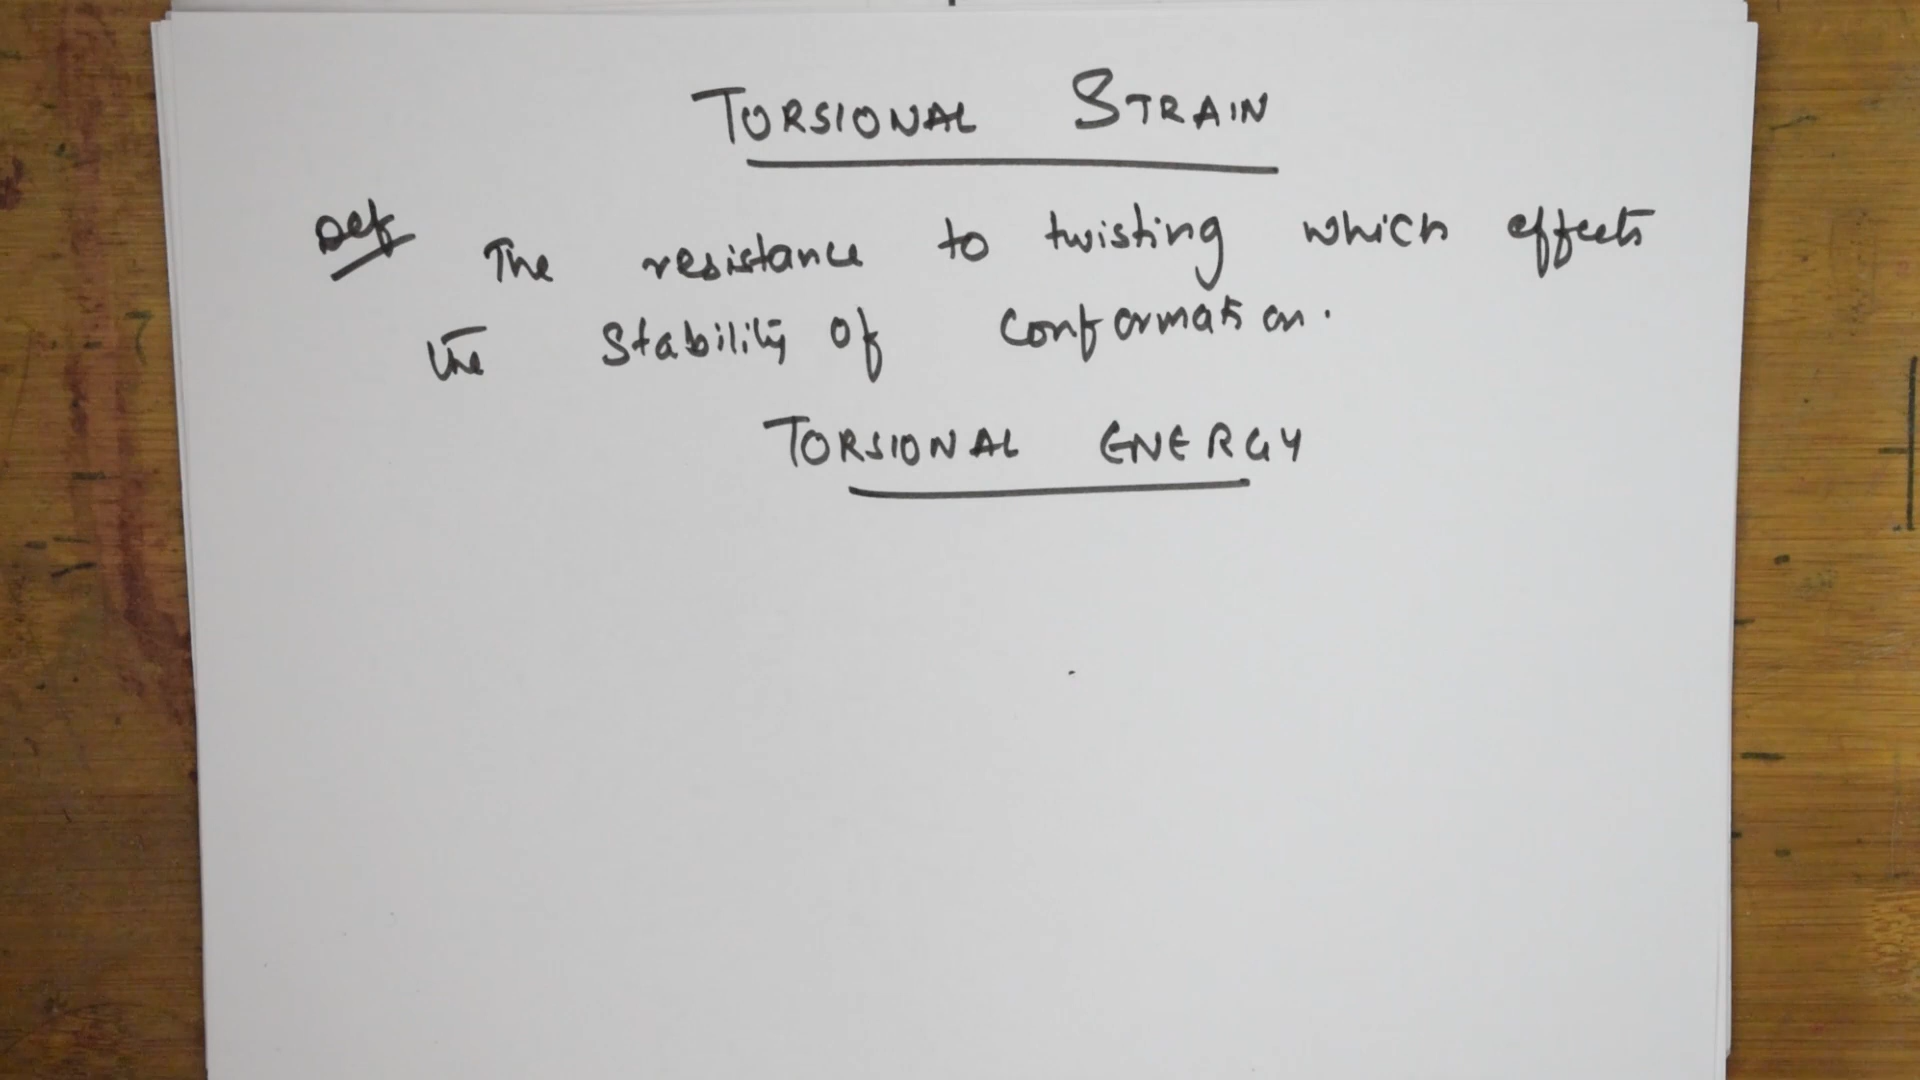 TORSIONAL STRAIN
Def The resistance to twisting which effects
the stability of conformation.
TORSIONAL ENERGY